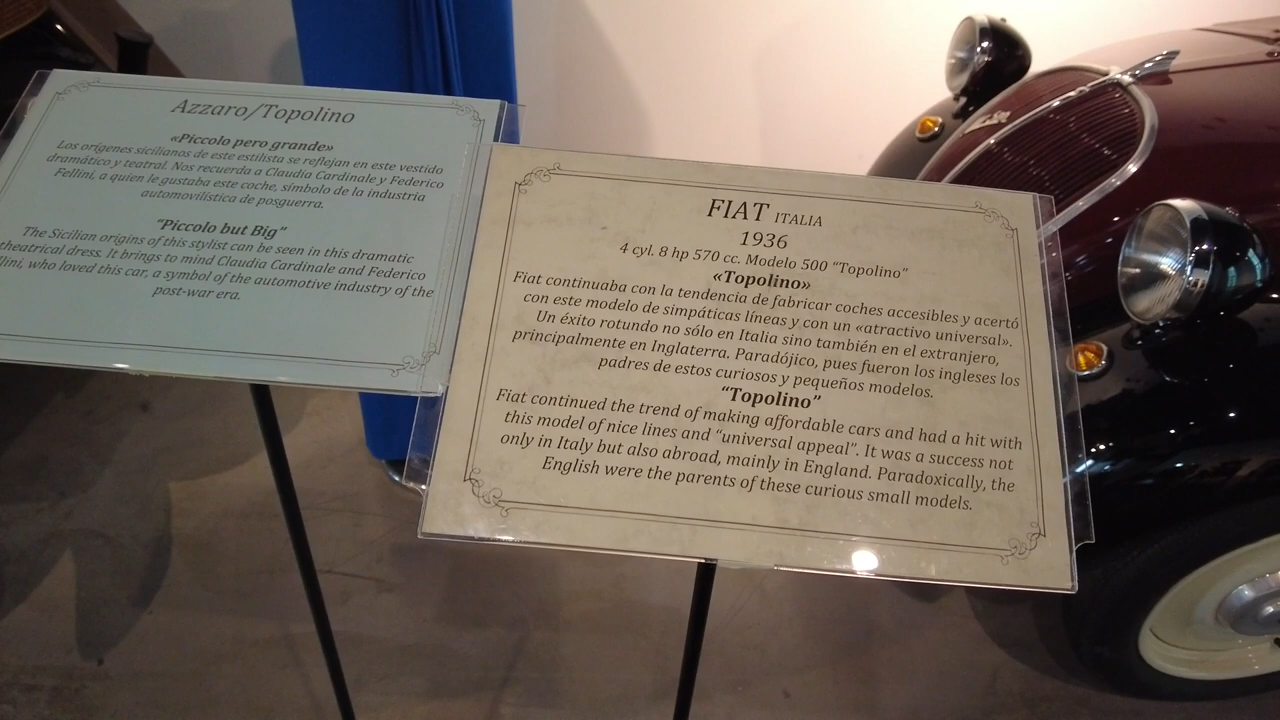 Azzaro/Topolino
«Piccolo pero grande»
Los orígenes sicilianos de este estilista se reflejan en este vestido
dramático y teatral. Nos recuerda a Claudia Cardinale y Federico
Fellini, a quien le gustaba este coche, símbolo de la industria
automovilística de posguerra.
"Piccolo but Big"
The Sicilian origins of this stylist can be seen in this dramatic
theatrical dress. It brings to mind Claudia Cardinale and Federico
llini, who loved this car, a symbol of the automotive industry of the
post-war era.
FIAT ITALIA
1936
4 cyl. 8 hp 570 cc. Modelo 500 "Topolino"
«Topolino»
Fiat continuaba con la tendencia de fabricar coches accesibles y acertó
con este modelo de simpáticas líneas y con un «atractivo universal».
Un éxito rotundo no sólo en Italia sino también en el extranjero,
principalmente en Inglaterra. Paradójico, pues fueron los ingleses los
padres de estos curiosos y pequeños modelos.
"Topolino"
Fiat continued the trend of making affordable cars and had a hit with
this model of nice lines and "universal appeal". It was a success not
only in Italy but also abroad, mainly in England. Paradoxically, the
English were the parents of these curious small models.